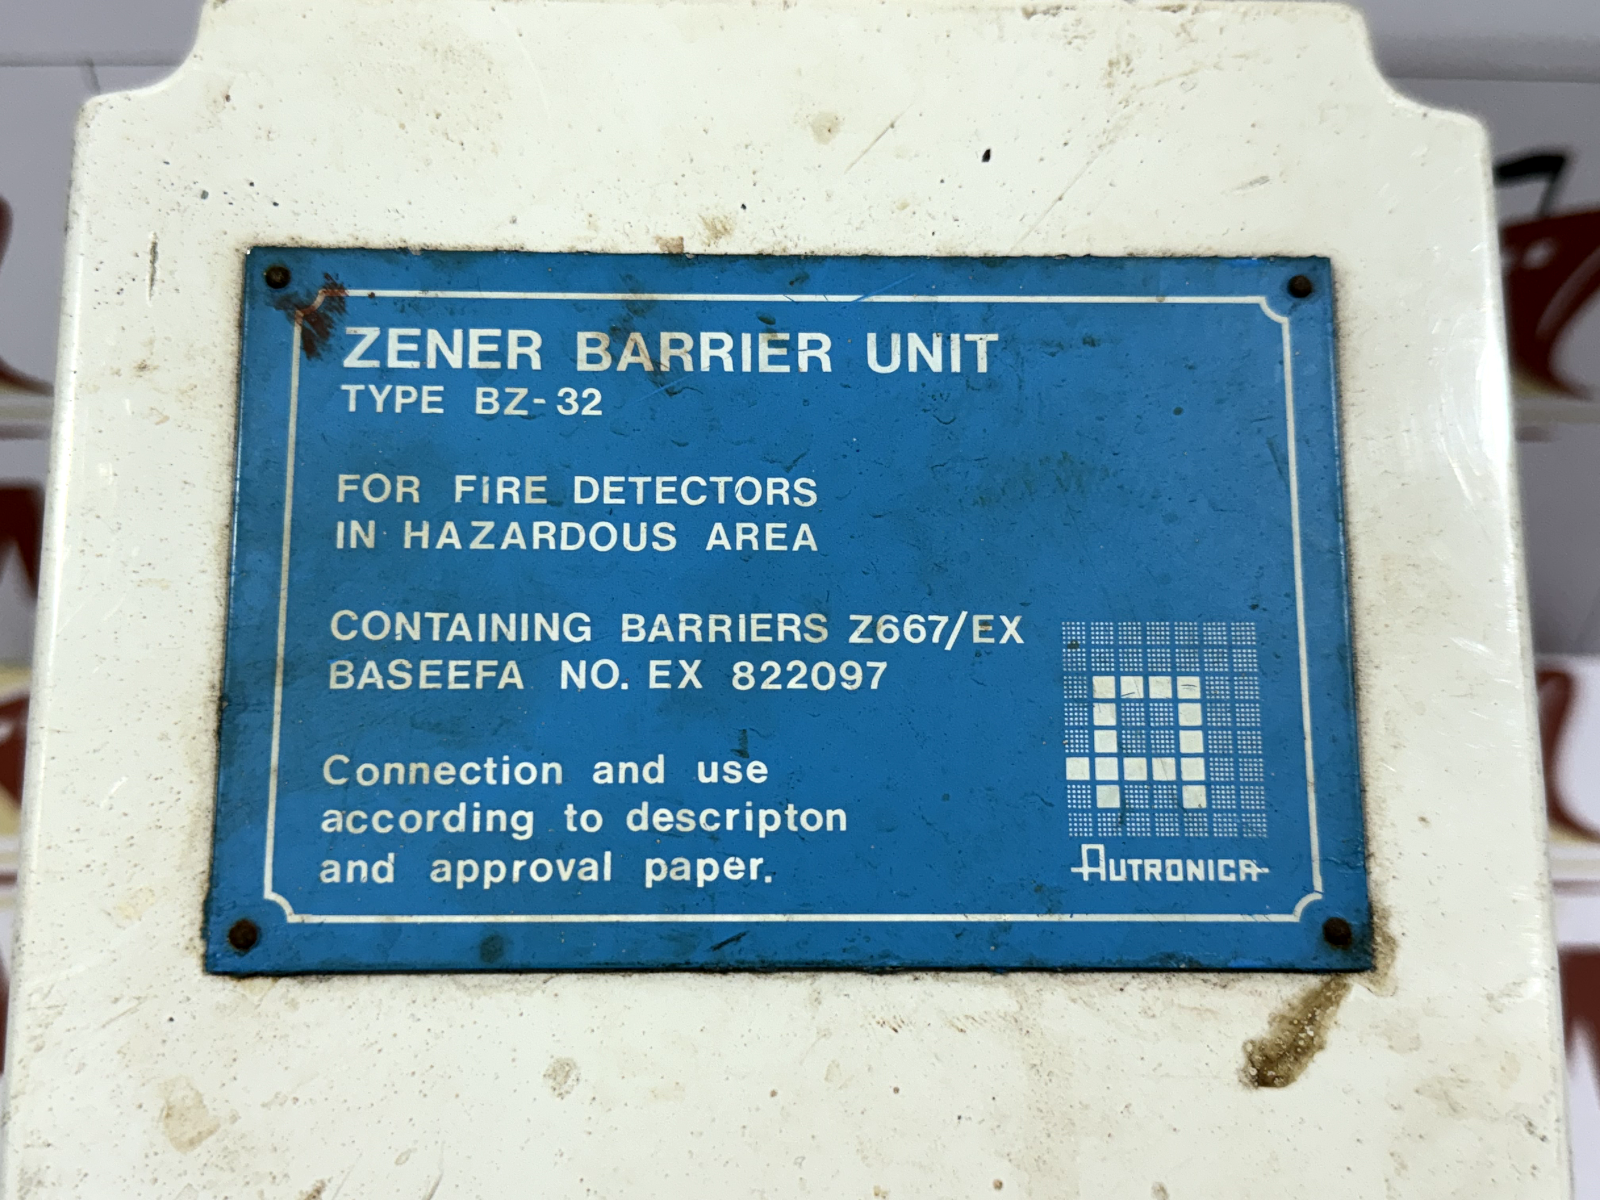 ZENER BARRIER UNIT
TYPE BZ-32
FOR FIRE DETECTORS
IN HAZARDOUS AREA
CONTAINING BARRIERS Z667/EX
BASEEFA NO. EX 822097
Connection and use
according to descripton
and approval paper.
AUTRONICA